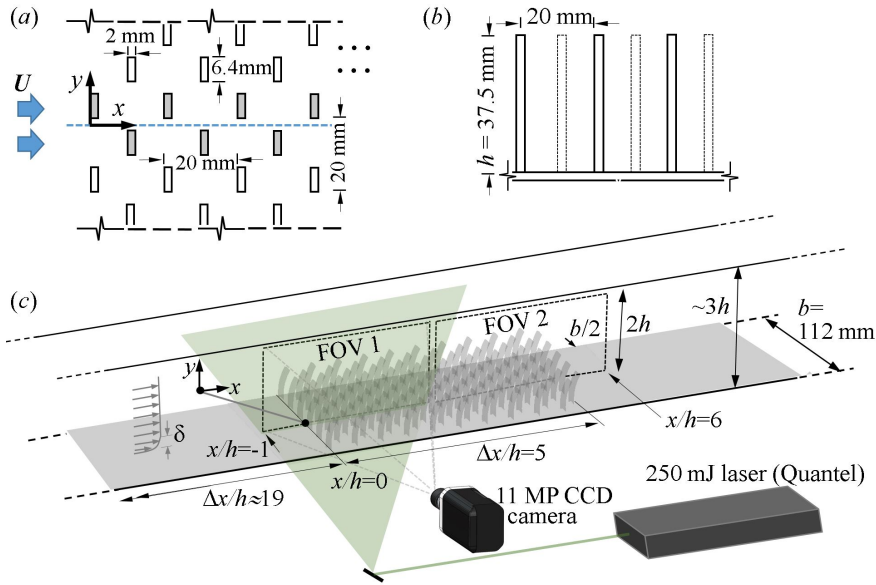 (a)
2 mm
6.4mm
U
y
x
20 mm
20 mm
(b)
20 mm
h = 37.5 mm
(c)
FOV 1
FOV 2
b/2
2h
~3h
b=
112 mm
y
x
δ
x/h=-1
x/h=0
Δx/h=5
x/h=6
Δx/h≈19
11 MP CCD
camera
250 mJ laser (Quantel)